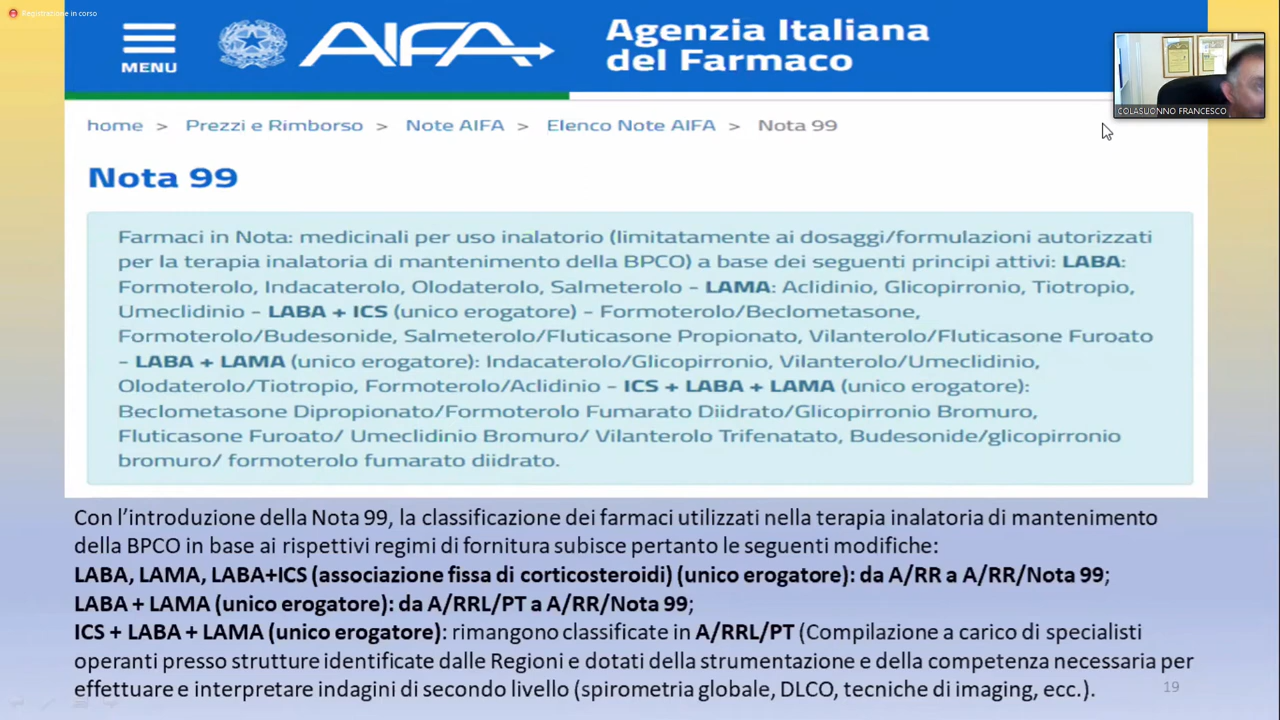 Registrazione in corso
MENU
AIFA
Agenzia Italiana
del Farmaco
COLASUONNO FRANCESCO
home > Prezzi e Rimborso > Note AIFA > Elenco Note AIFA > Nota 99
Nota 99
Farmaci in Nota: medicinali per uso inalatorio (limitatamente ai dosaggi/formulazioni autorizzati
per la terapia inalatoria di mantenimento della BPCO) a base dei seguenti principi attivi: LABA:
Formoterolo, Indacaterolo, Olodaterolo, Salmeterolo - LAMA: Aclidinio, Glicopirronio, Tiotropio,
Umeclidinio - LABA + ICS (unico erogatore) - Formoterolo/Beclometasone,
Formoterolo/Budesonide, Salmeterolo/Fluticasone Propionato, Vilanterolo/Fluticasone Furoato
- LABA + LAMA (unico erogatore): Indacaterolo/Glicopirronio, Vilanterolo/Umeclidinio,
Olodaterolo/Tiotropio, Formoterolo/Aclidinio - ICS + LABA + LAMA (unico erogatore):
Beclometasone Dipropionato/Formoterolo Fumarato Diidrato/Glicopirronio Bromuro,
Fluticasone Furoato/ Umeclidinio Bromuro/ Vilanterolo Trifenatato, Budesonide/glicopirronio
bromuro/ formoterolo fumarato diidrato.
Con l'introduzione della Nota 99, la classificazione dei farmaci utilizzati nella terapia inalatoria di mantenimento
della BPCO in base ai rispettivi regimi di fornitura subisce pertanto le seguenti modifiche:
LABA, LAMA, LABA+ICS (associazione fissa di corticosteroidi) (unico erogatore): da A/RR a A/RR/Nota 99;
LABA + LAMA (unico erogatore): da A/RRL/PT a A/RR/Nota 99;
ICS + LABA + LAMA (unico erogatore): rimangono classificate in A/RRL/PT (Compilazione a carico di specialisti
operanti presso strutture identificate dalle Regioni e dotati della strumentazione e della competenza necessaria per
effettuare e interpretare indagini di secondo livello (spirometria globale, DLCO, tecniche di imaging, ecc.).
19